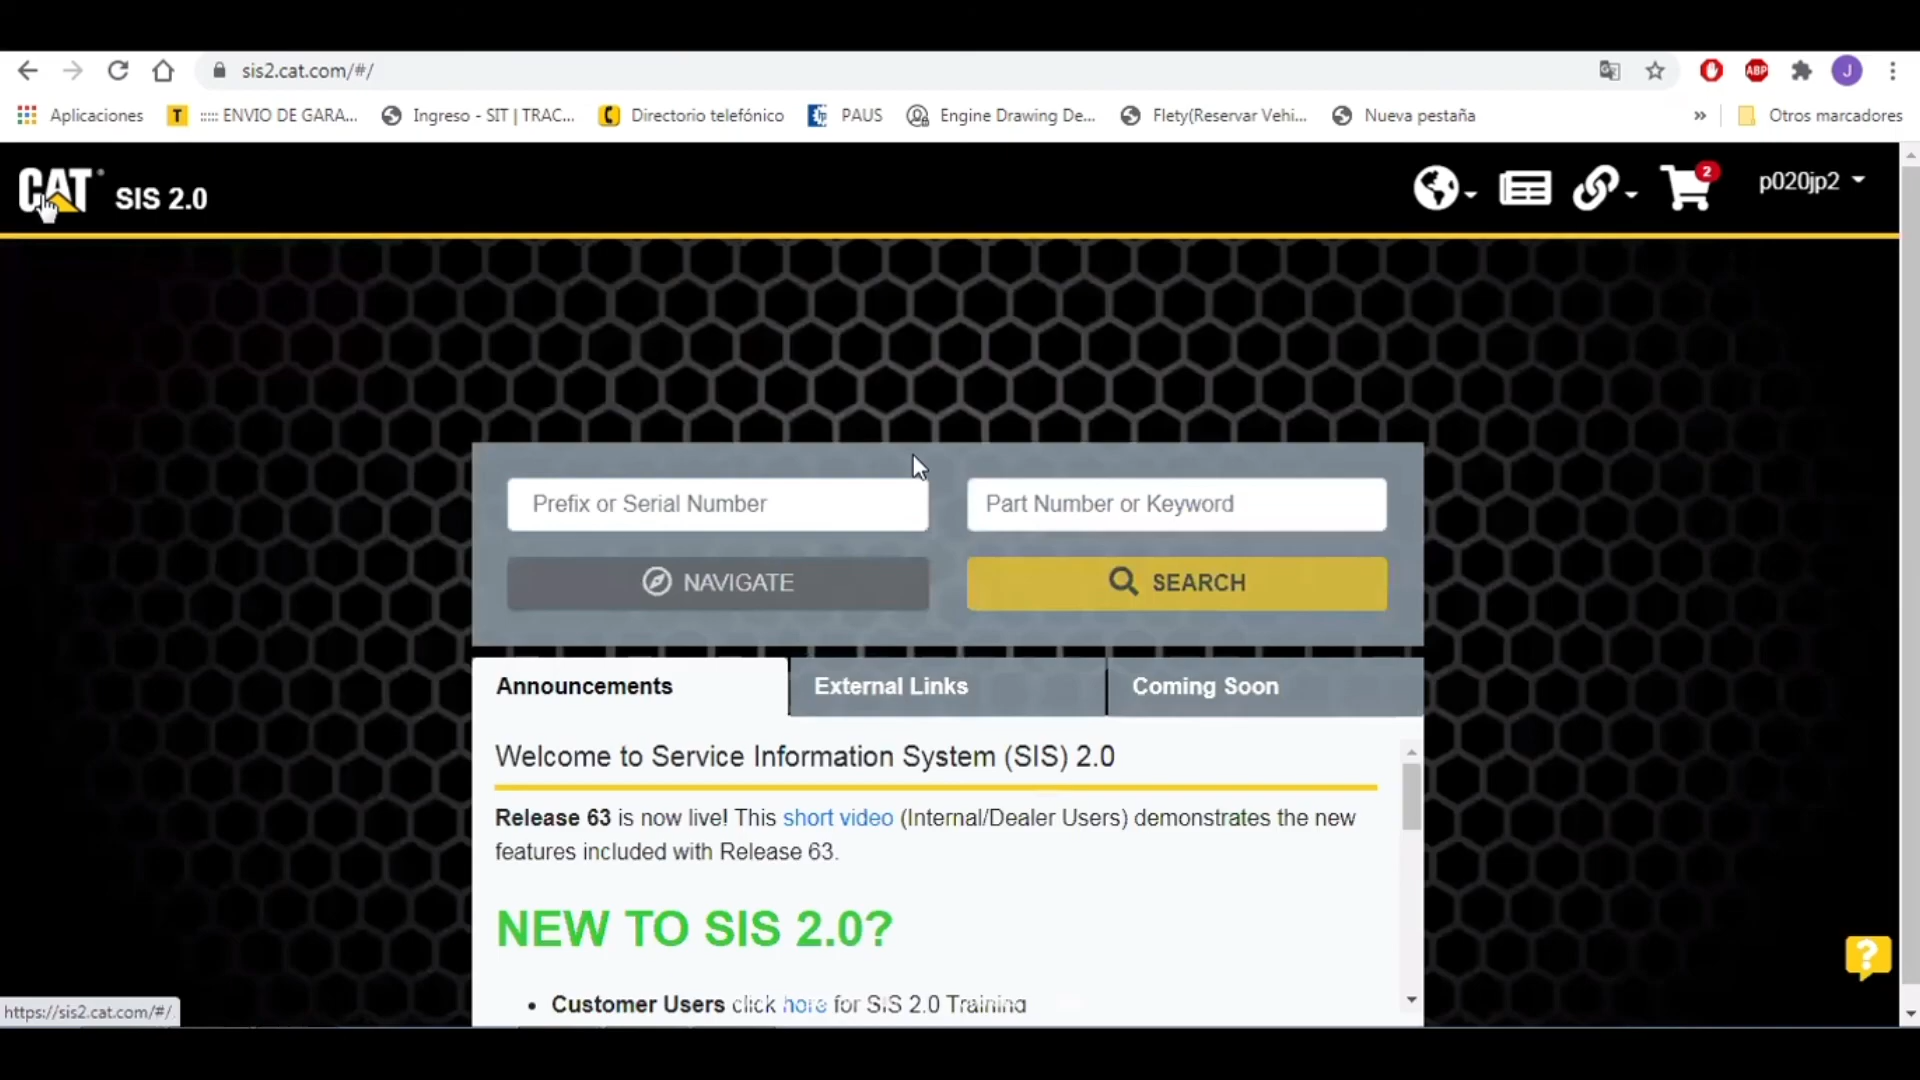 sis2.cat.com/#/
ABP
J
Aplicaciones
T
::::: ENVIO DE GARA...
Ingreso - SIT | TRAC...
Directorio telefónico
PAUS
Engine Drawing De...
Flety(Reservar Vehi...
Nueva pestaña
»
Otros marcadores
CAT
SIS 2.0
2
p020jp2
Prefix or Serial Number
Part Number or Keyword
NAVIGATE
SEARCH
Announcements
External Links
Coming Soon
Welcome to Service Information System (SIS) 2.0
Release 63 is now live! This short video (Internal/Dealer Users) demonstrates the new
features included with Release 63.
NEW TO SIS 2.0?
• Customer Users click here for SIS 2.0 Training
?
https://sis2.cat.com/#/